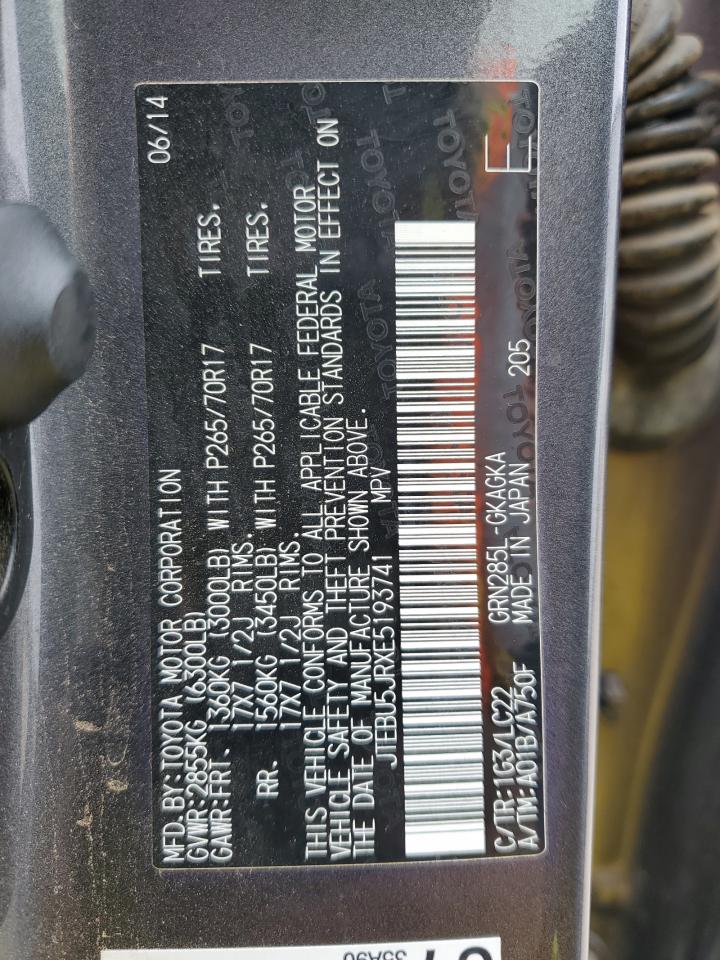 MFD.BY:TOYOTA MOTOR CORPORATION 06/14
GVWR:2855KG (6300LB)
GAWR:FRT. 1360KG (3000LB) WITH P265/70R17 TIRES.
17X7 1/2J RIMS.
RR. 1560KG (3450LB) WITH P265/70R17 TIRES.
17X7 1/2J RIMS.
THIS VEHICLE CONFORMS TO ALL APPLICABLE FEDERAL MOTOR
VEHICLE SAFETY AND THEFT PREVENTION STANDARDS IN EFFECT ON
THE DATE OF MANUFACTURE SHOWN ABOVE.
JTEBU5JRXE5193741 MPV
C/TR:1G3/LC22 GRN285L-GKAGKA
A/TM:A01B/A750F MADE IN JAPAN 205
TOYOTA